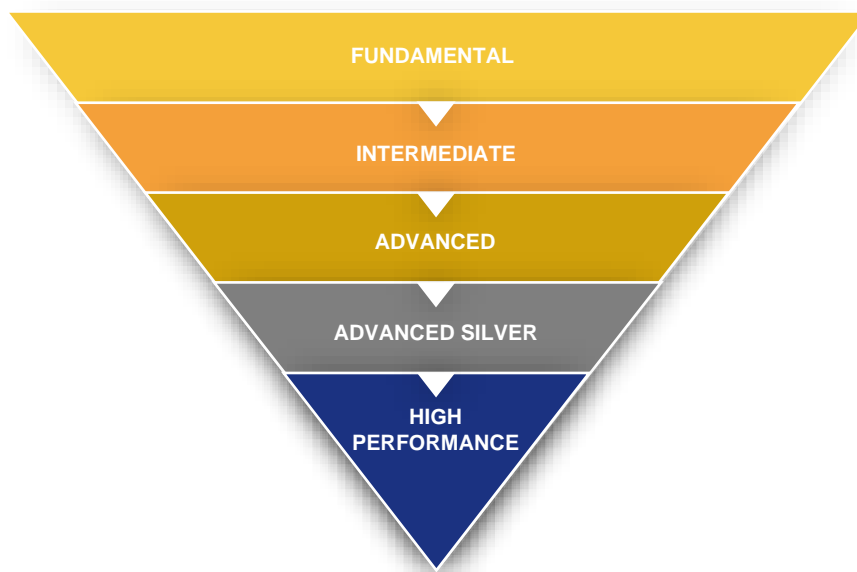 FUNDAMENTAL
INTERMEDIATE
ADVANCED
ADVANCED SILVER
HIGH
PERFORMANCE